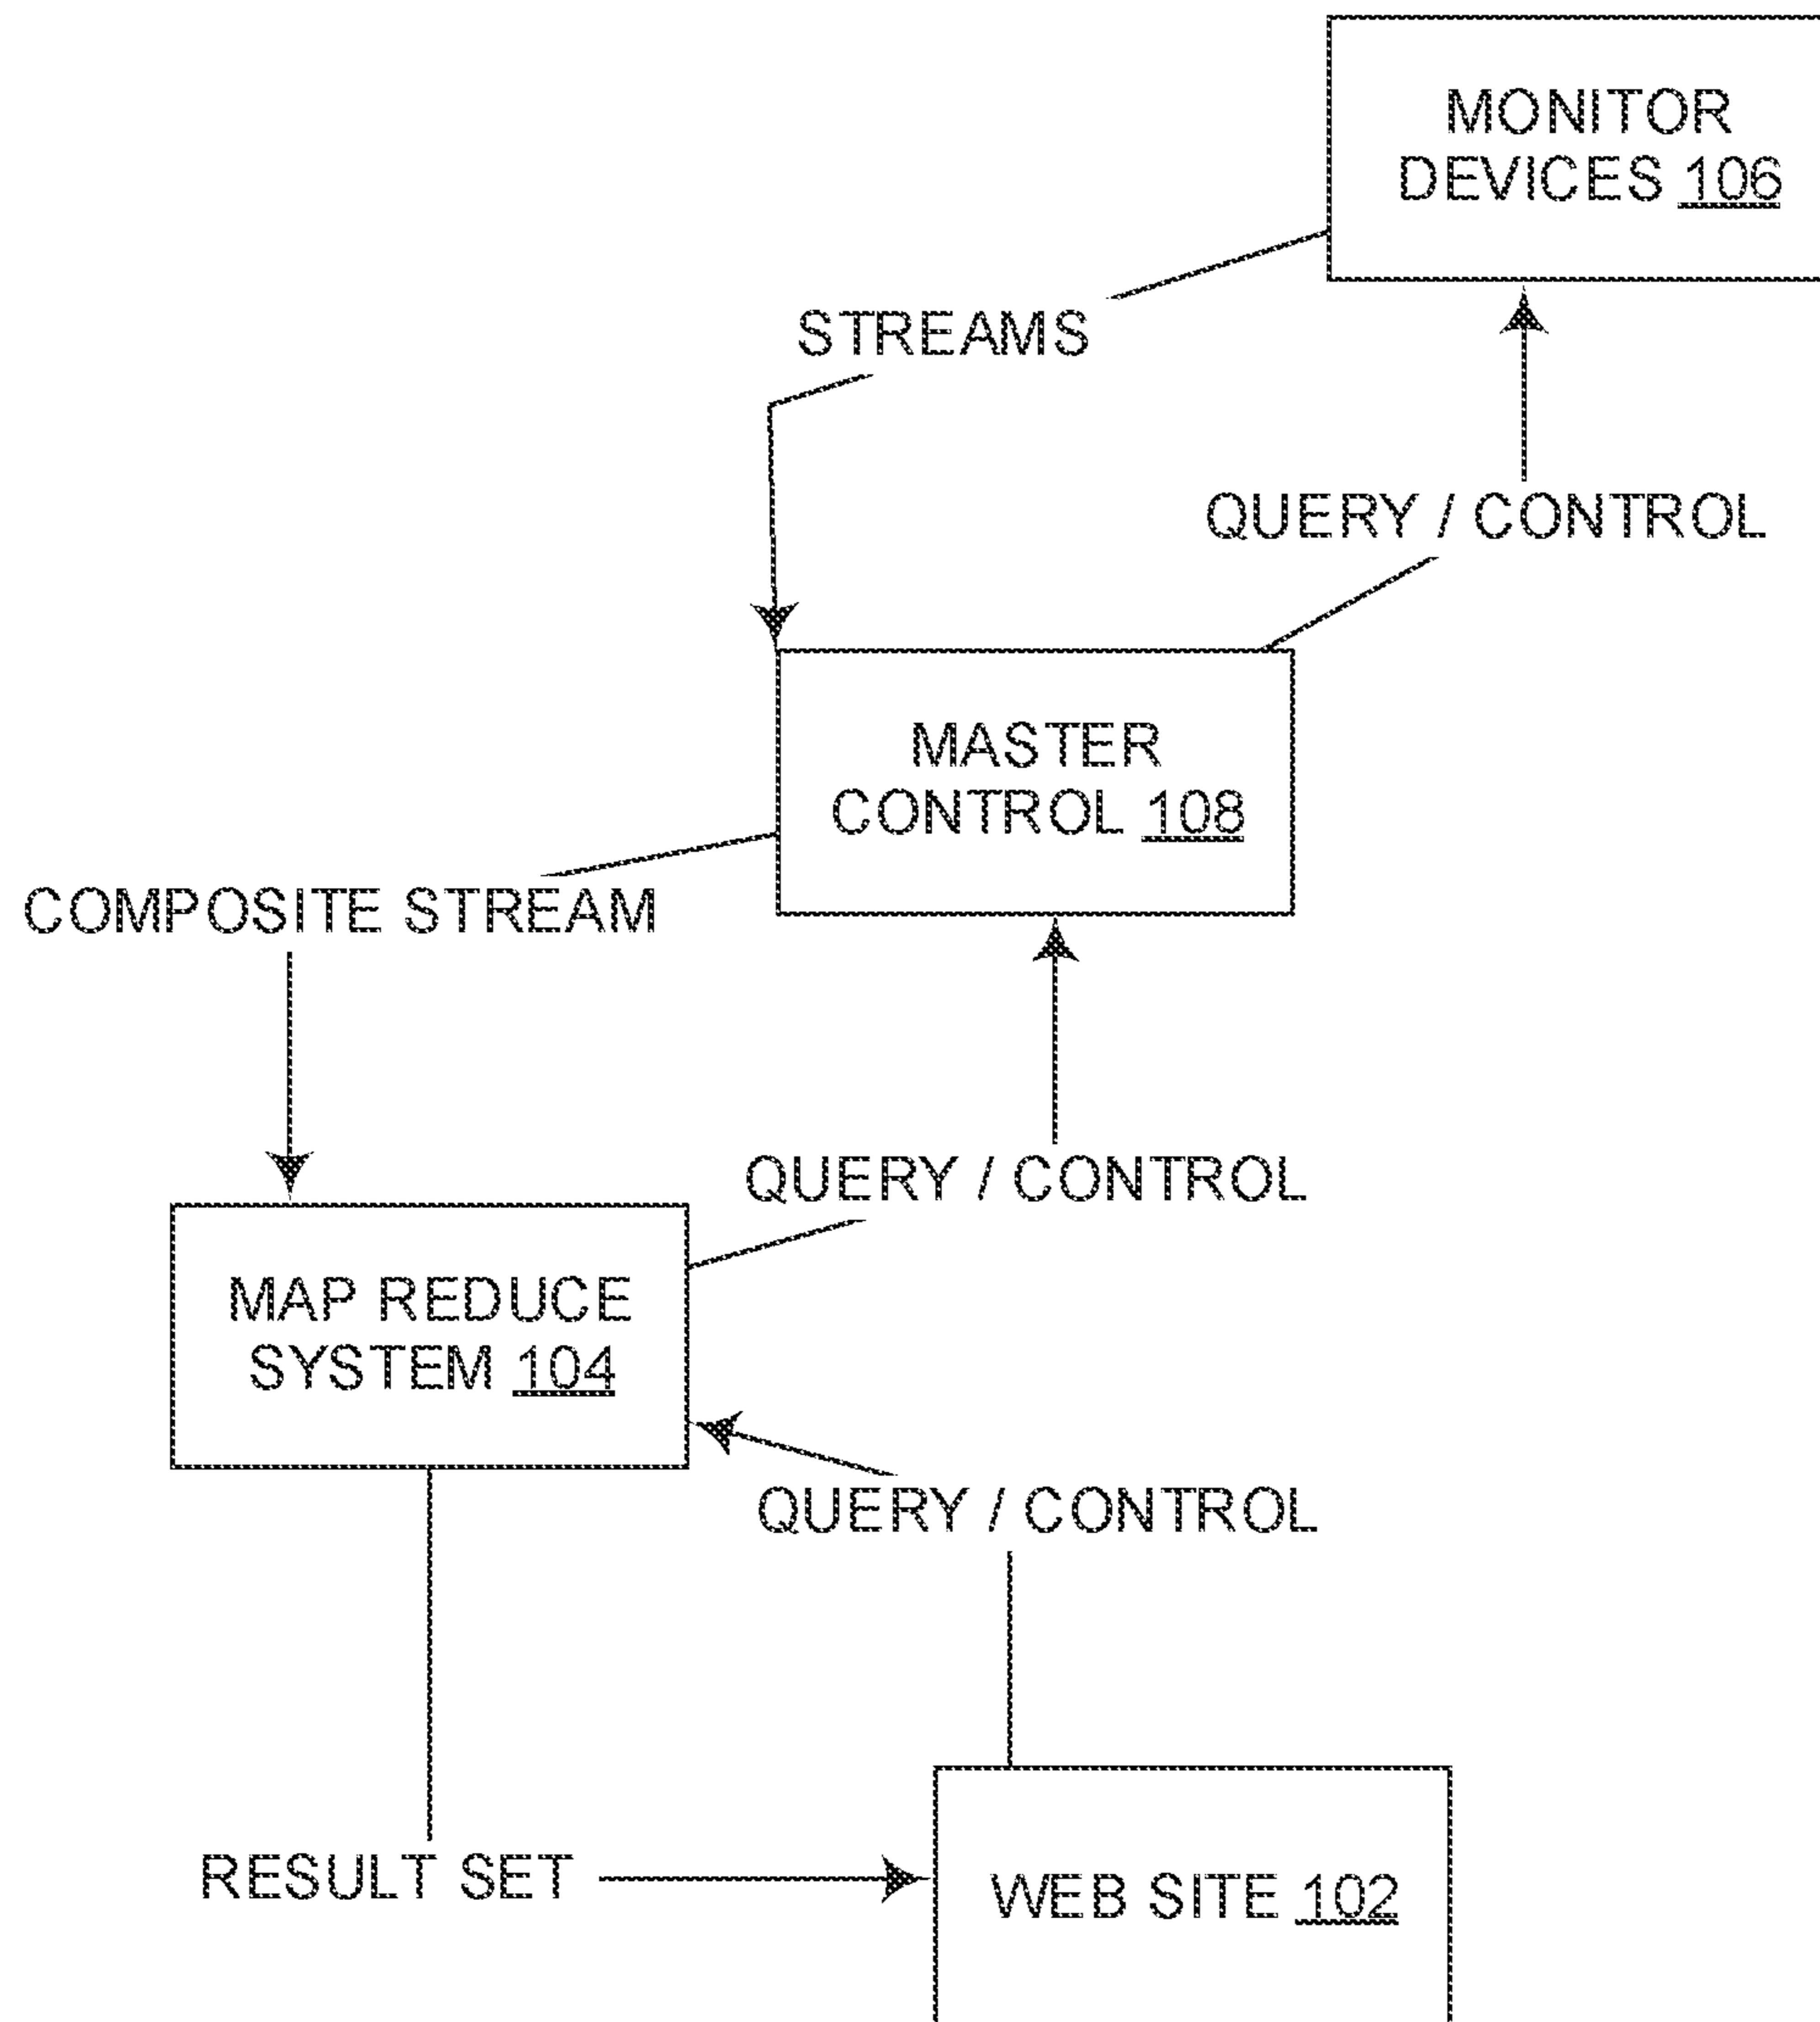 MONITOR
DEVICES 106
STREAMS
QUERY / CONTROL
MASTER
CONTROL 108
COMPOSITE STREAM
QUERY / CONTROL
MAP REDUCE
SYSTEM 104
QUERY / CONTROL
RESULT SET
WEB SITE 102